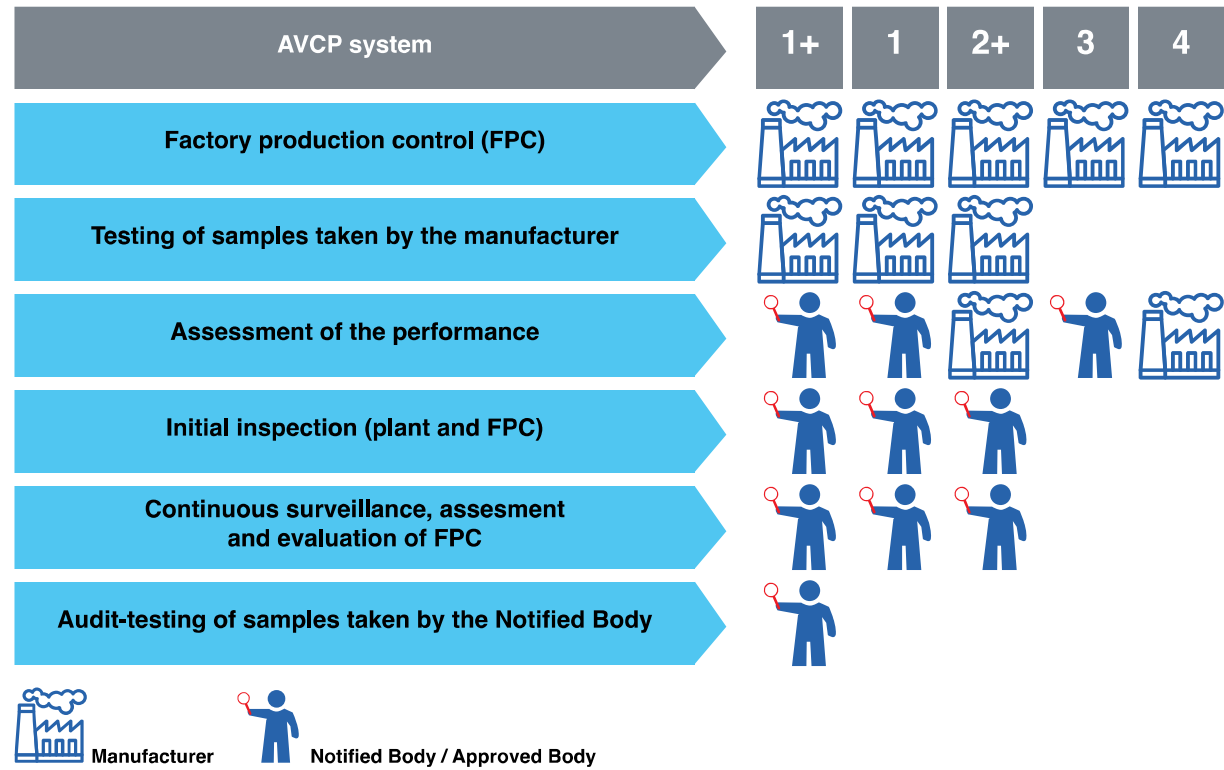 AVCP system
1+
1
2+
3
4
Factory production control (FPC)
Testing of samples taken by the manufacturer
Assessment of the performance
Initial inspection (plant and FPC)
Continuous surveillance, assesment
and evaluation of FPC
Audit-testing of samples taken by the Notified Body
Manufacturer
Notified Body / Approved Body